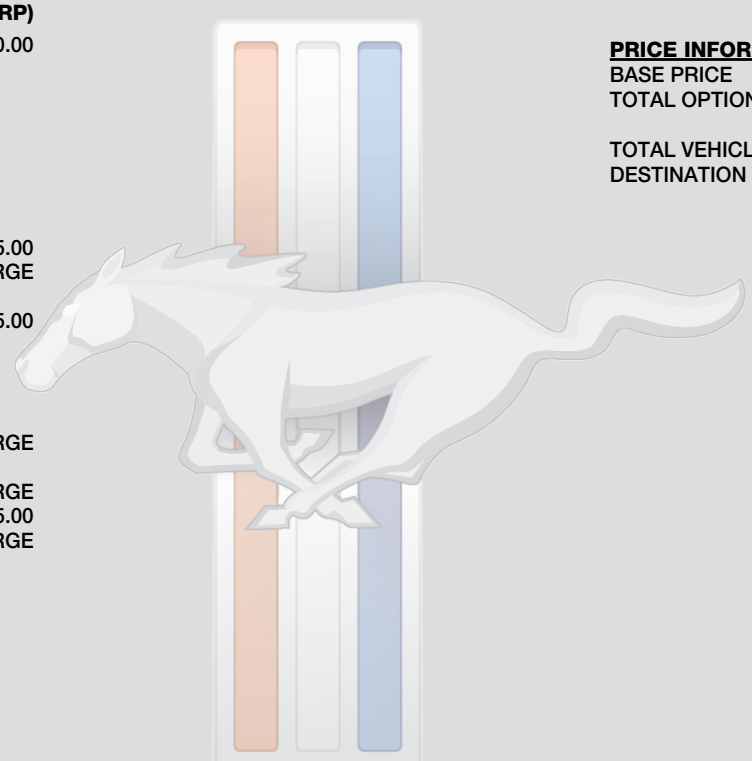 RP)
0.00
5.00
RGE
5.00
RGE
RGE
5.00
RGE
PRICE INFOR
BASE PRICE
TOTAL OPTION
TOTAL VEHICL
DESTINATION